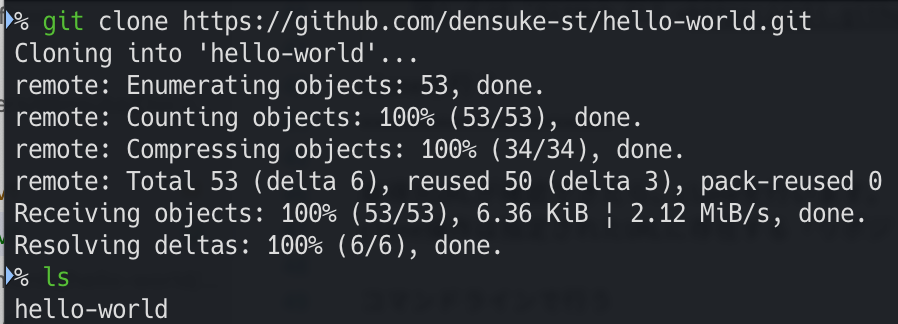 % git clone https://github.com/densuke-st/hello-world.git
Cloning into 'hello-world'...
remote: Enumerating objects: 53, done.
remote: Counting objects: 100% (53/53), done.
remote: Compressing objects: 100% (34/34), done.
remote: Total 53 (delta 6), reused 50 (delta 3), pack-reused 0
Receiving objects: 100% (53/53), 6.36 KiB ¦ 2.12 MiB/s, done.
Resolving deltas: 100% (6/6), done.
% ls
hello-world